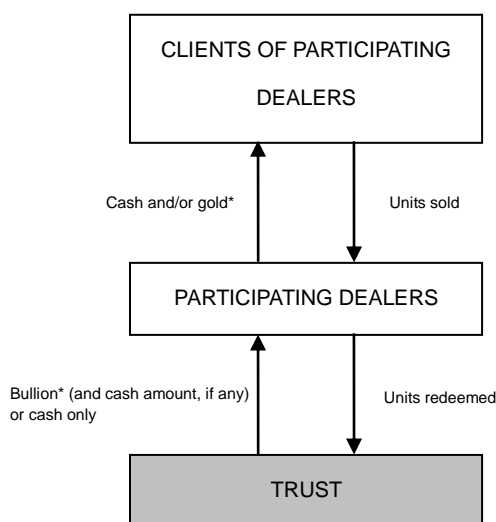 CLIENTS OF PARTICIPATING
DEALERS
Cash and/or gold*
Units sold
PARTICIPATING DEALERS
Bullion* (and cash amount, if any)
or cash only
Units redeemed
TRUST